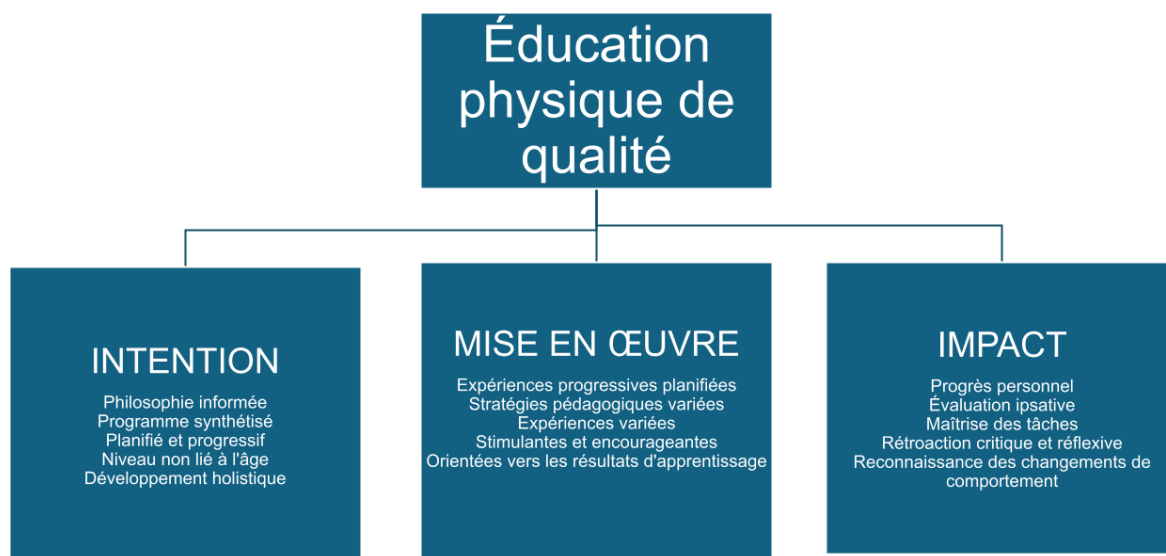 Éducation
physique de
qualité
INTENTION
Philosophie informée
Programme synthétisé
Planifié et progressif
Niveau non lié à l'âge
Développement holistique
MISE EN ŒUVRE
Expériences progressives planifiées
Stratégies pédagogiques variées
Expériences variées
Stimulantes et encourageantes
Orientées vers les résultats d'apprentissage
IMPACT
Progrès personnel
Évaluation ipsative
Maîtrise des tâches
Rétroaction critique et réflexive
Reconnaissance des changements de
comportement